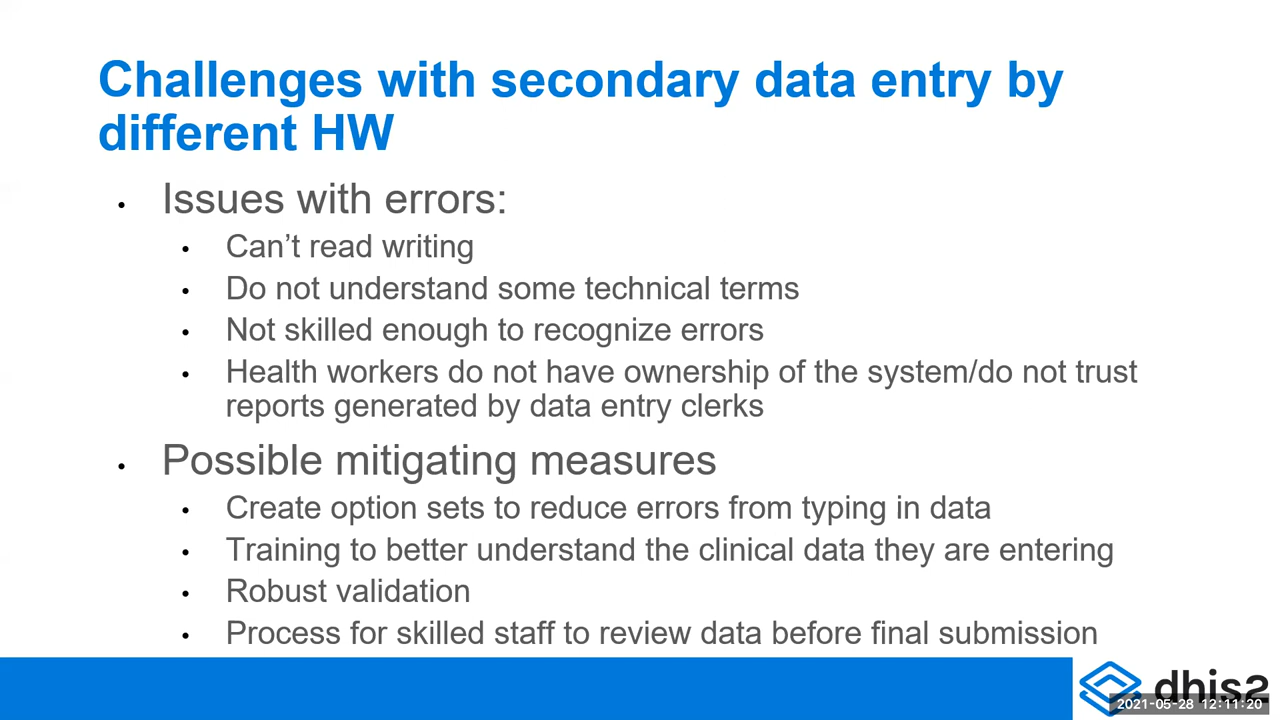 Challenges with secondary data entry by
different HW
• Issues with errors:
• Can’t read writing
• Do not understand some technical terms
• Not skilled enough to recognize errors
• Health workers do not have ownership of the system/do not trust
reports generated by data entry clerks
• Possible mitigating measures
• Create option sets to reduce errors from typing in data
• Training to better understand the clinical data they are entering
• Robust validation
• Process for skilled staff to review data before final submission
dhis2
2021-05-28 12:11:20